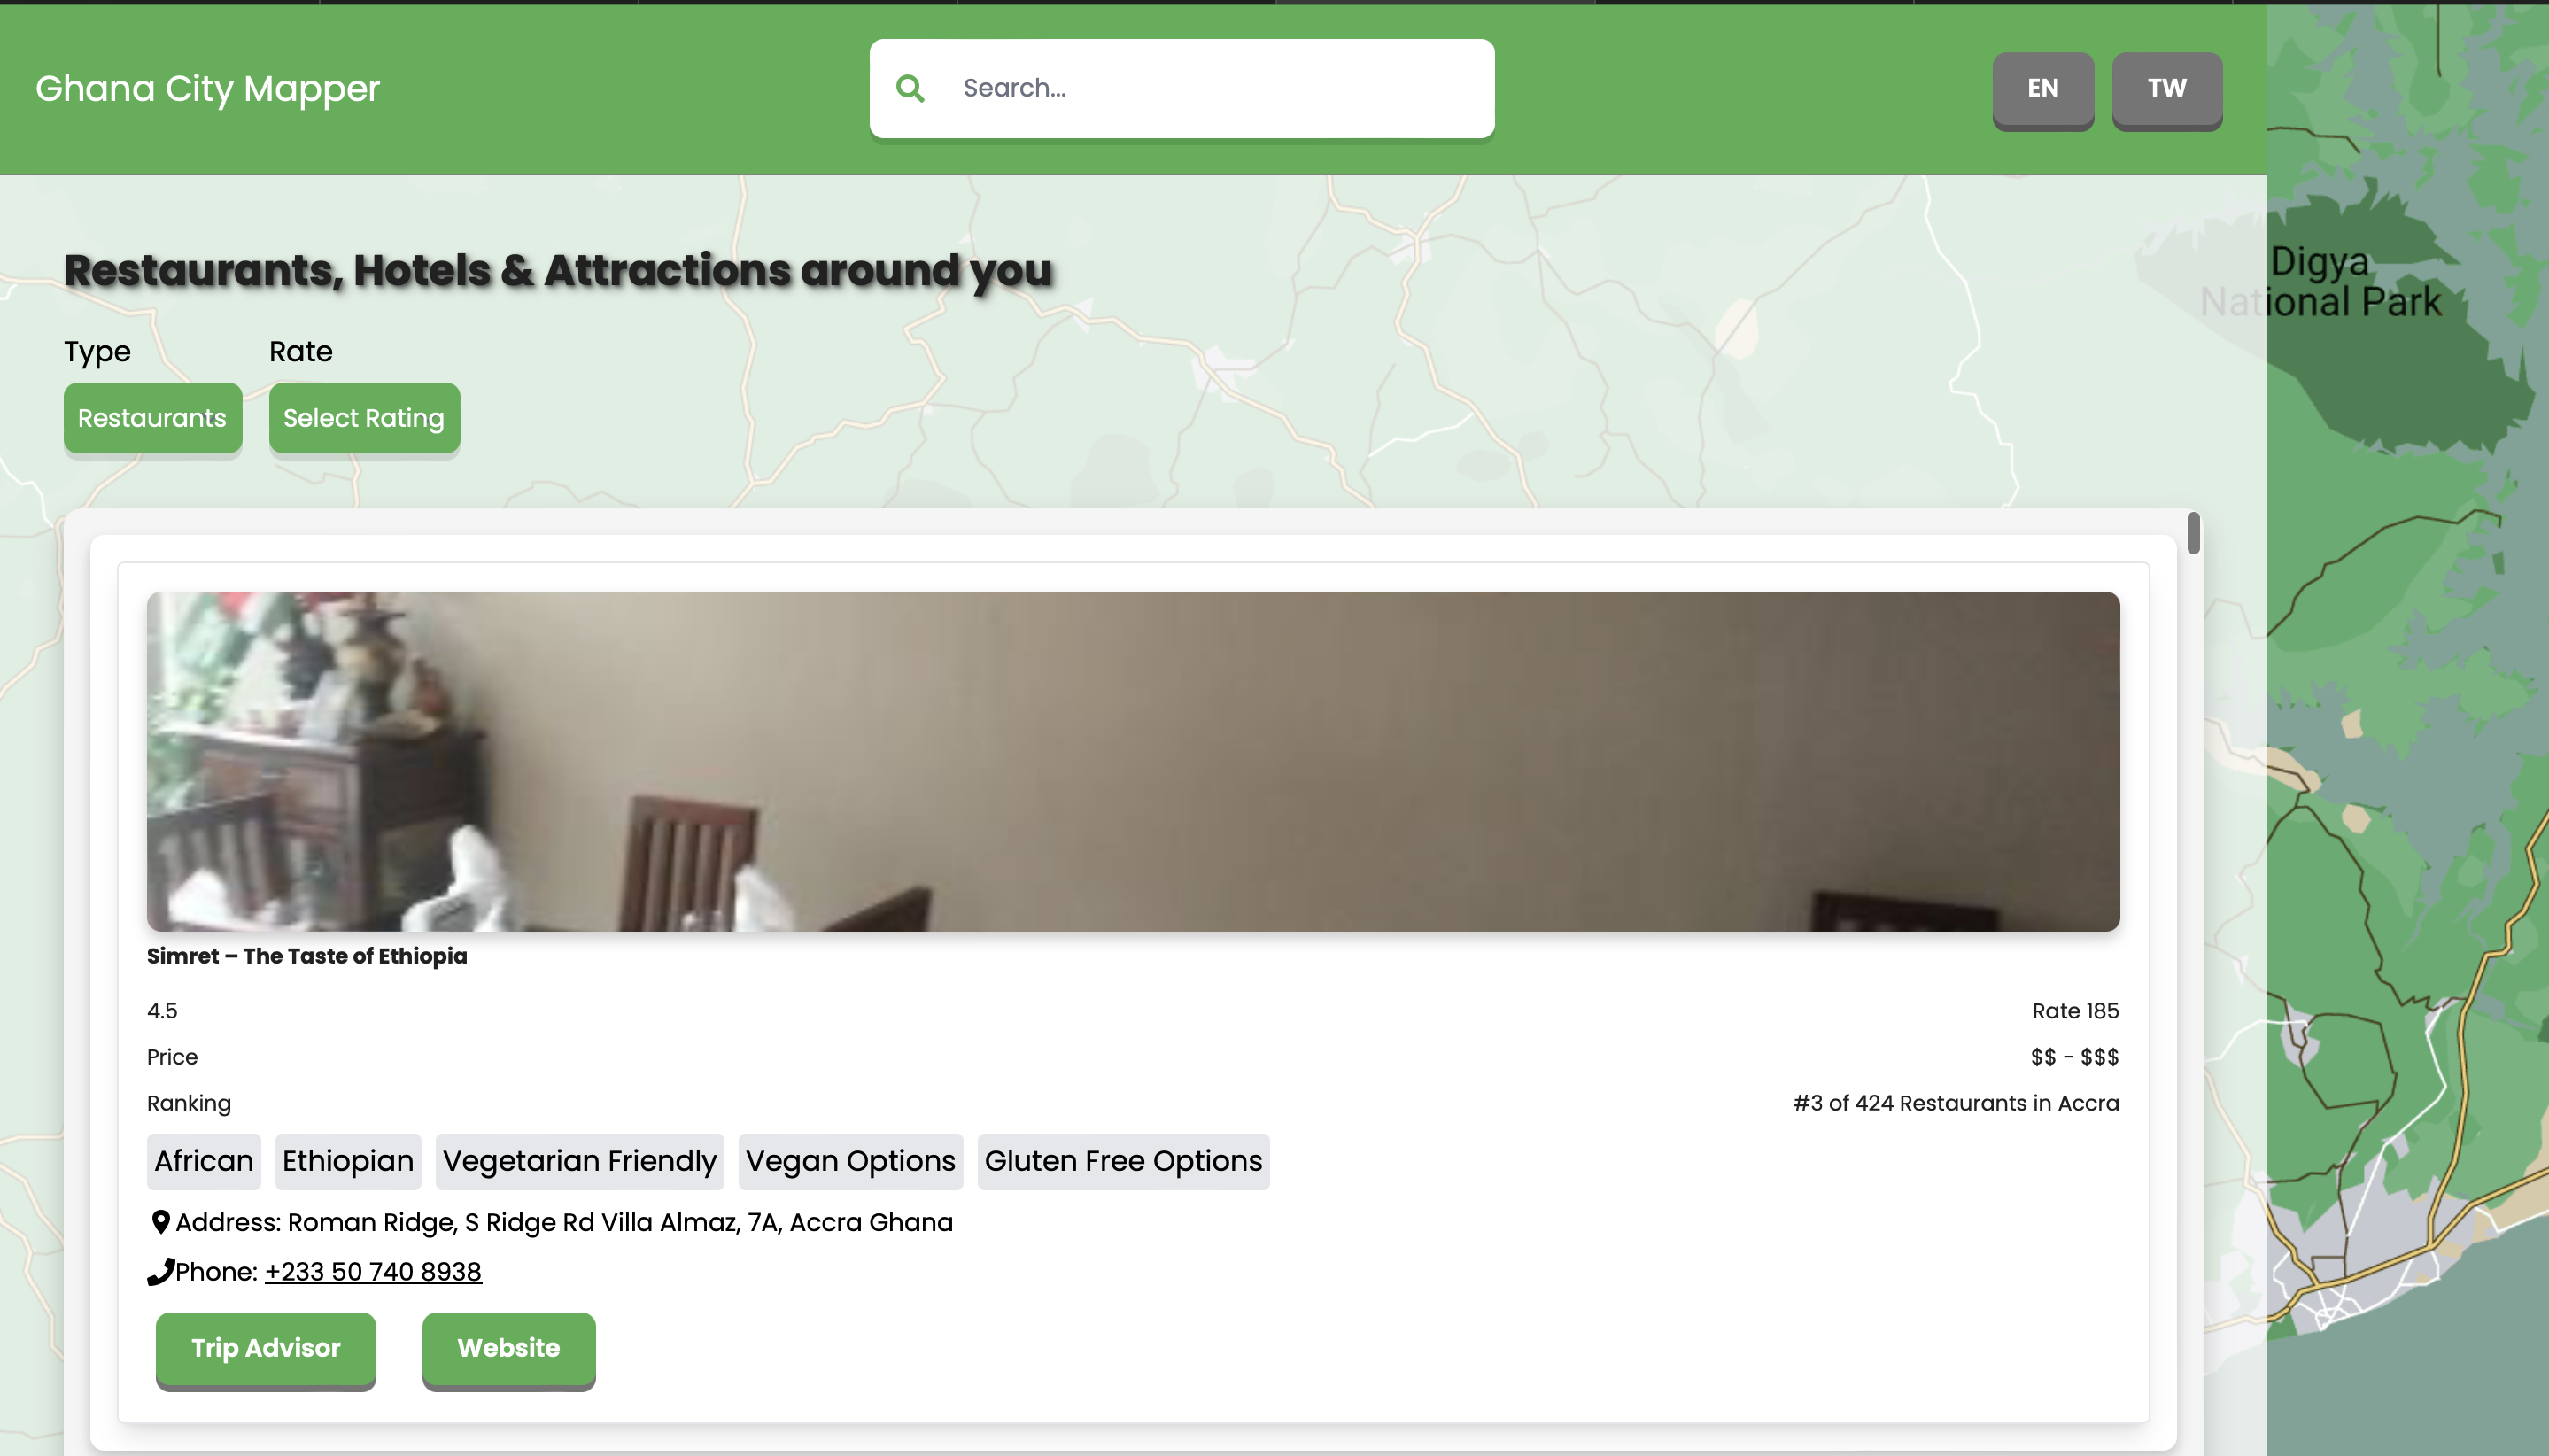 Ghana City Mapper
Search...
EN
TW
Restaurants, Hotels & Attractions around you
Digya
National Park
Type
Rate
Restaurants
Select Rating
Simret – The Taste of Ethiopia
4.5
Rate 185
Price
$$ - $$$
Ranking
#3 of 424 Restaurants in Accra
African
Ethiopian
Vegetarian Friendly
Vegan Options
Gluten Free Options
Address: Roman Ridge, S Ridge Rd Villa Almaz, 7A, Accra Ghana
Phone: +233 50 740 8938
Trip Advisor
Website